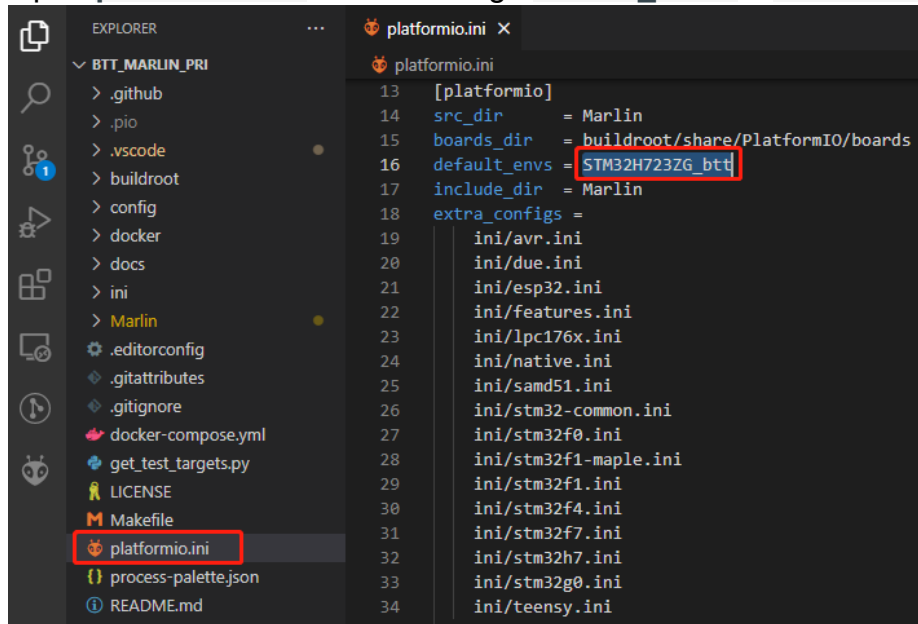 EXPLORER
BTT_MARLIN_PRI
.github
.pio
.vscode
buildroot
config
docker
docs
ini
Marlin
.editorconfig
.gitattributes
.gitignore
docker-compose.yml
get_test_targets.py
LICENSE
Makefile
platformio.ini
process-palette.json
README.md
1
platformio.ini
platformio.ini
13 [platformio]
14 src_dir = Marlin
15 boards_dir = buildroot/share/PlatformIO/boards
16 default_envs = STM32H723ZG_btt
17 include_dir = Marlin
18 extra_configs =
19 ini/avr.ini
20 ini/due.ini
21 ini/esp32.ini
22 ini/features.ini
23 ini/lpc176x.ini
24 ini/native.ini
25 ini/samd51.ini
26 ini/stm32-common.ini
27 ini/stm32f0.ini
28 ini/stm32f1-maple.ini
29 ini/stm32f1.ini
30 ini/stm32f4.ini
31 ini/stm32f7.ini
32 ini/stm32h7.ini
33 ini/stm32g0.ini
34 ini/teensy.ini